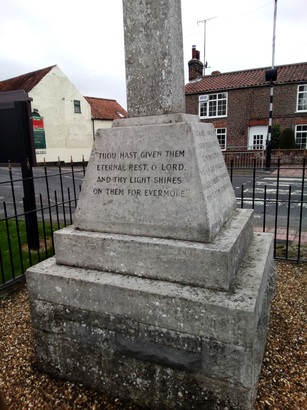 "THOU HAST GIVEN THEM
ETERNAL REST, O LORD
AND THY LIGHT SHINES
ON THEM FOR EVERMORE"